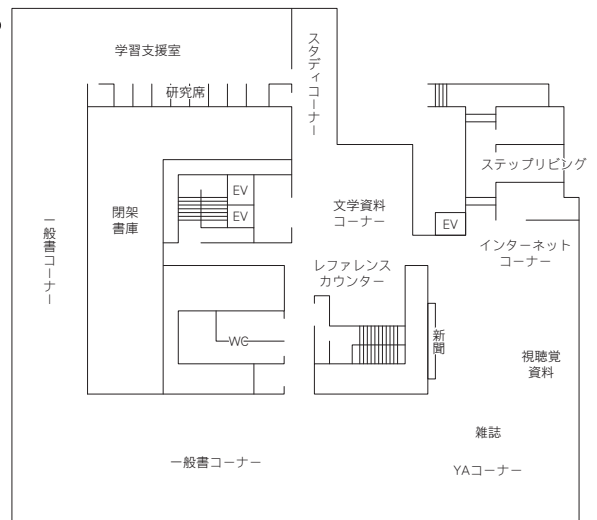 学習支援室
スタディコーナー
研究席
ステップリビング
EV
EV
閉架
書庫
文学資料
コーナー
一般書コーナー
EV
インターネット
コーナー
レファレンス
カウンター
WC
新聞
視聴覚
資料
雑誌
一般書コーナー
YAコーナー